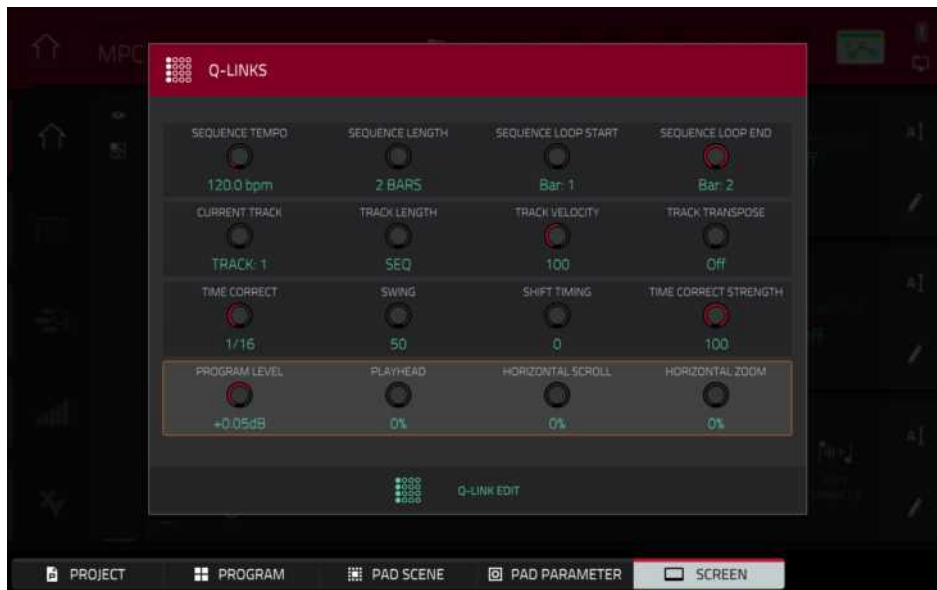 MPC
Q-LINKS
SEQUENCE TEMPO SEQUENCE LENGTH SEQUENCE LOOP START SEQUENCE LOOP END
120.0 bpm 2 BARS Bar: 1 Bar: 2
CURRENT TRACK TRACK LENGTH TRACK VELOCITY TRACK TRANSPOSE
TRACK: 1 SEQ 100 Off
TIME CORRECT SWING SHIFT TIMING TIME CORRECT STRENGTH
1/16 50 0 100
PROGRAM LEVEL PLAYHEAD HORIZONTAL SCROLL HORIZONTAL ZOOM
+0.05dB 0% 0% 0%
Q-LINK EDIT
PROJECT PROGRAM PAD SCENE PAD PARAMETER SCREEN